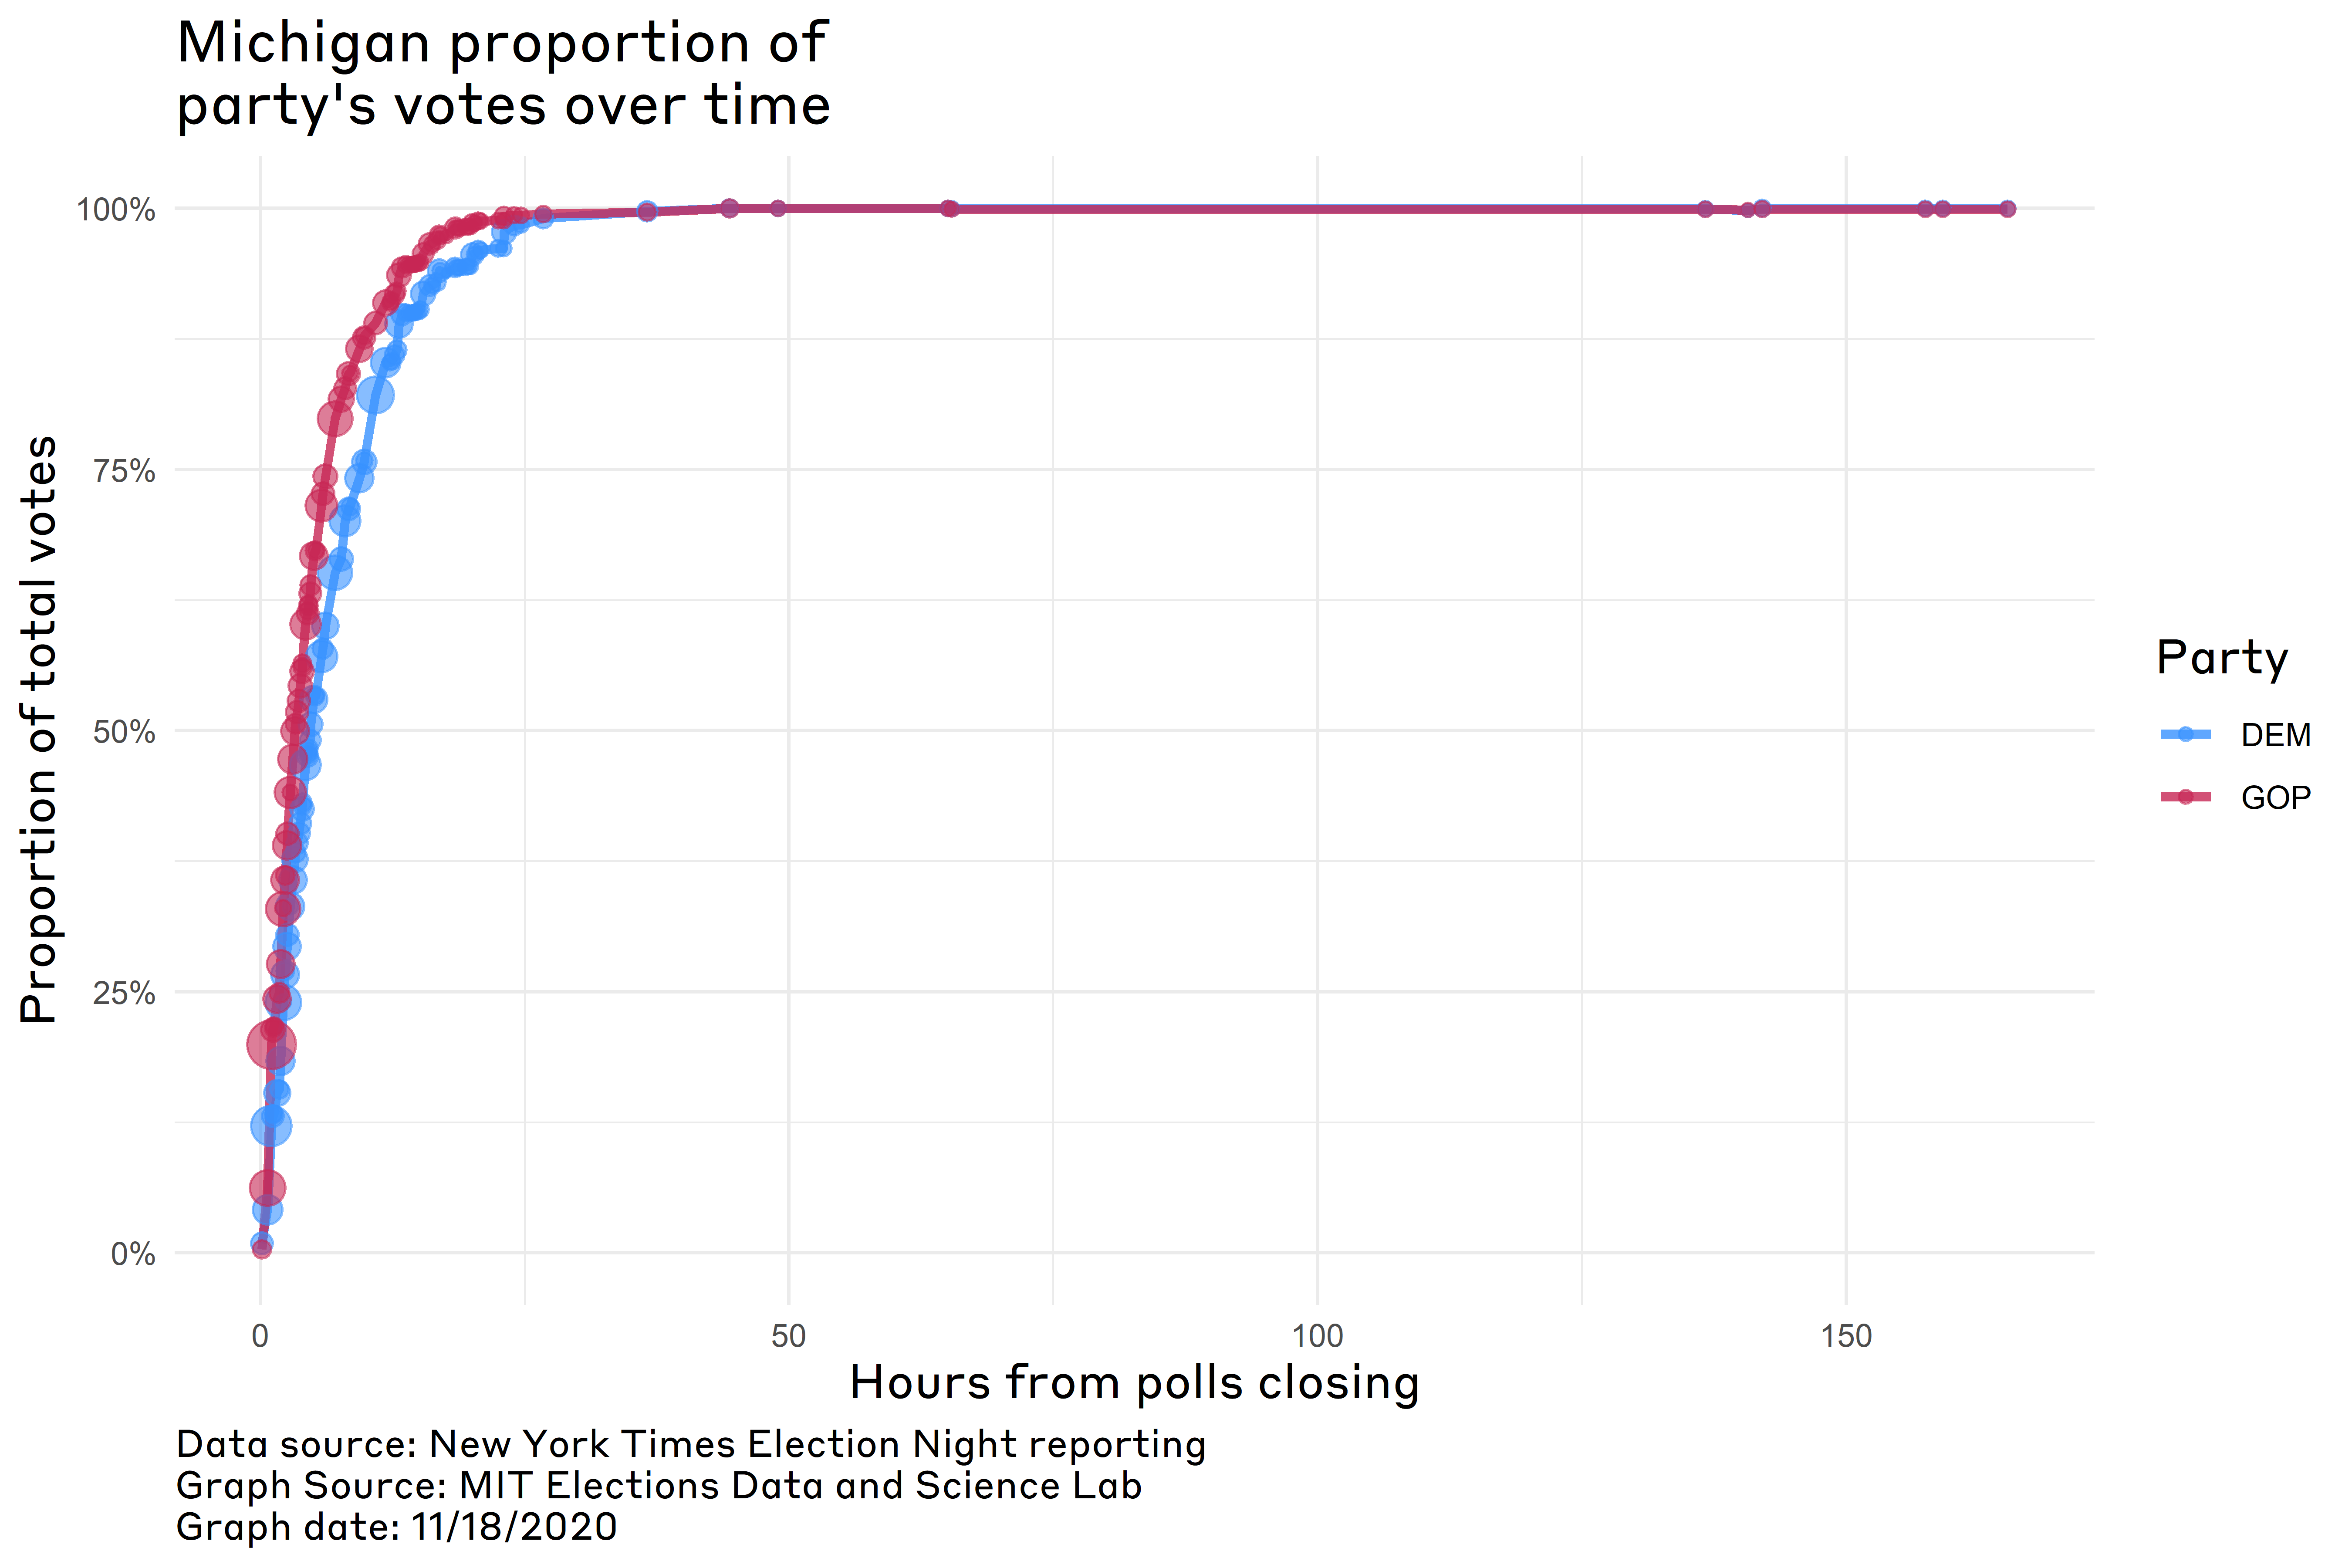 Michigan proportion of
party's votes over time
Proportion of total votes
100%
75%
50%
25%
0%
0
50
100
150
Hours from polls closing
Party
DEM
GOP
Data source: New York Times Election Night reporting
Graph Source: MIT Elections Data and Science Lab
Graph date: 11/18/2020